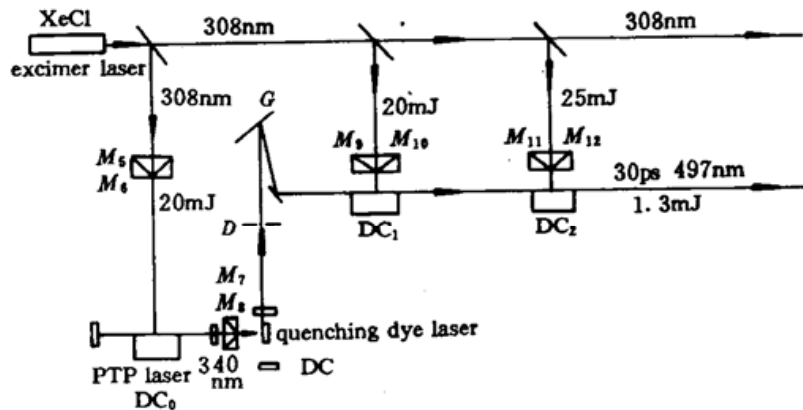 XeCl
excimer laser
308nm
308nm
308nm
G
20mJ
25mJ
M₅
M₆
M₉
M₁₀
M₁₁
M₁₂
20mJ
30ps 497nm
1.3mJ
D
DC₁
DC₂
M₇
M₈
quenching dye laser
PTP laser
340
nm
DC
DC₀